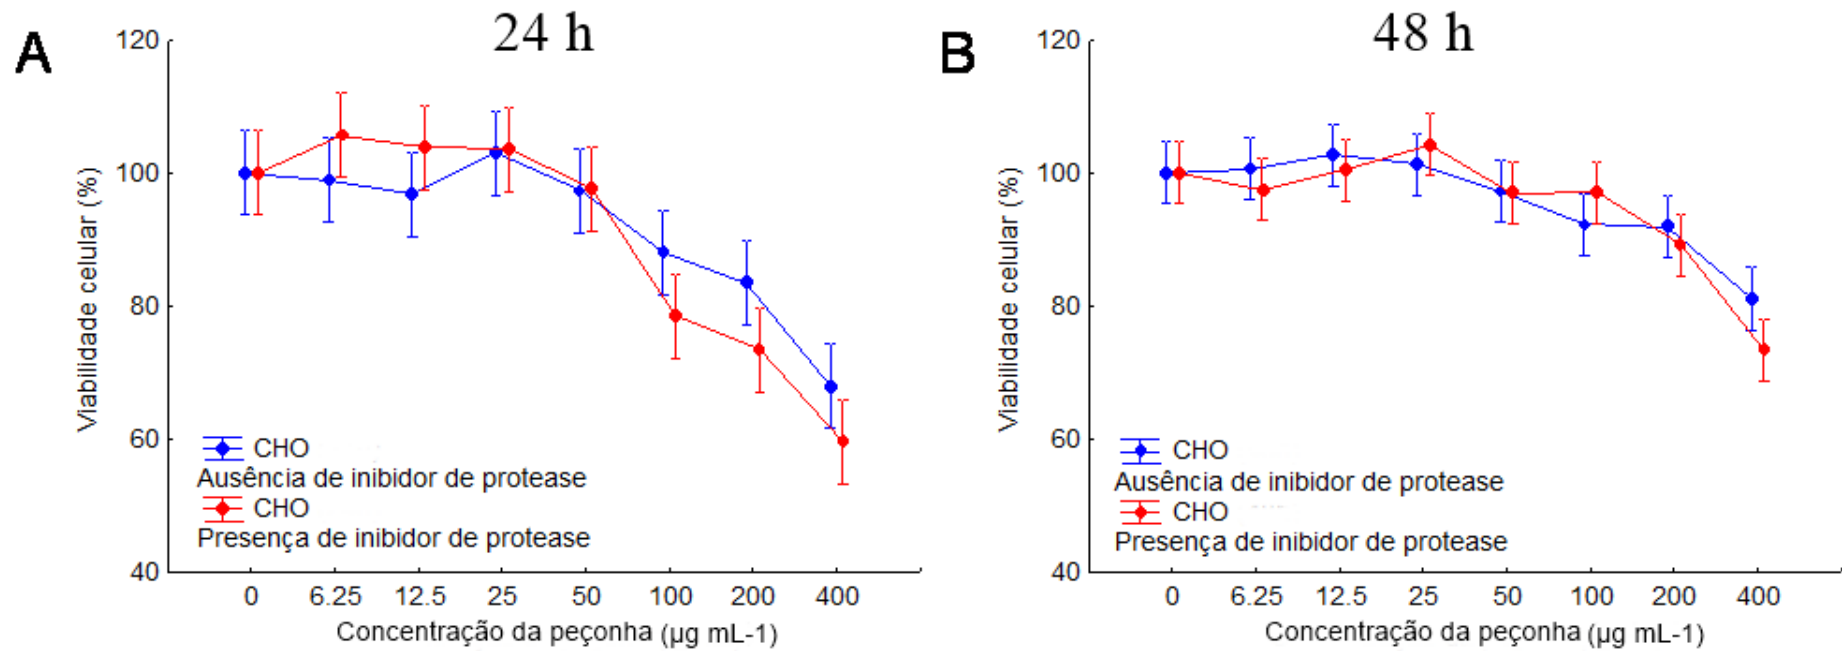 A
24 h
120
100
80
60
40
Viabilidade celular (%)
CHO
Ausência de inibidor de protease
CHO
Presença de inibidor de protease
0 6.25 12.5 25 50 100 200 400
Concentração da peçonha (µg mL-1)
B
48 h
120
100
80
60
40
Viabilidade celular (%)
CHO
Ausência de inibidor de protease
CHO
Presença de inibidor de protease
0 6.25 12.5 25 50 100 200 400
Concentração da peçonha (µg mL-1)